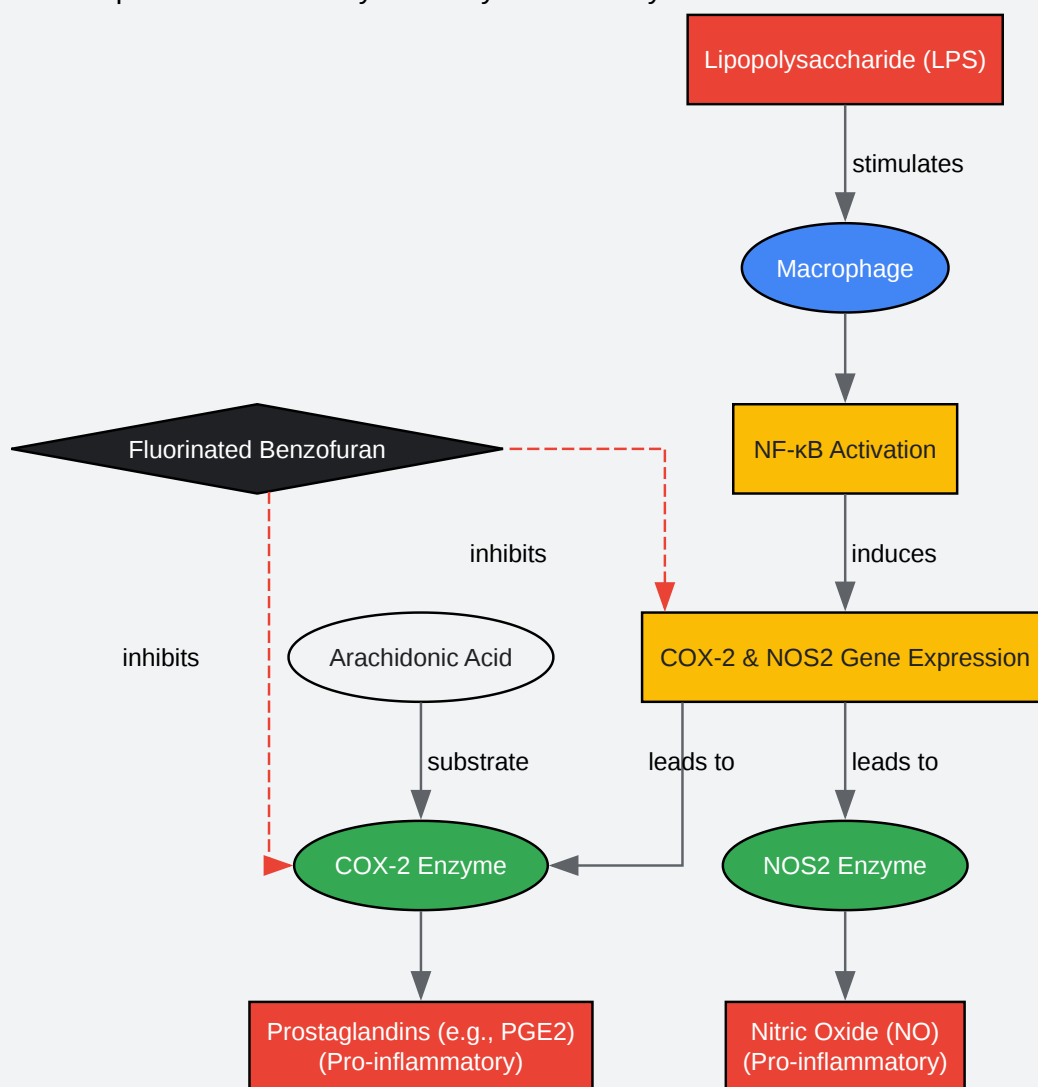 Lipopolysaccharide (LPS)
stimulates
Macrophage
Fluorinated Benzofuran
NF-κB Activation
inhibits
induces
inhibits
Arachidonic Acid
COX-2 & NOS2 Gene Expression
substrate
leads to
leads to
COX-2 Enzyme
NOS2 Enzyme
Prostaglandins (e.g., PGE2)
(Pro-inflammatory)
Nitric Oxide (NO)
(Pro-inflammatory)